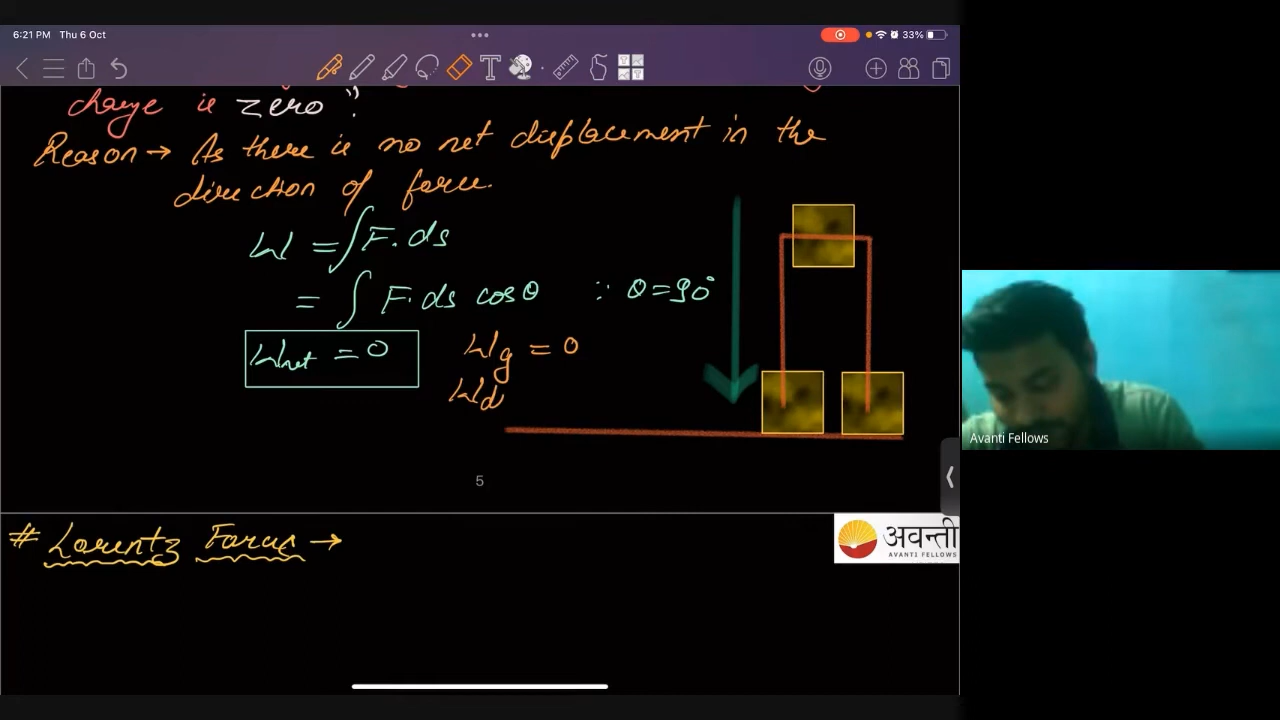 6:21 PM Thu 6 Oct
33%
charge is zero"?
Reason → As there is no net displacement in the
direction of force.
W = ∫F. ds
= ∫ F. ds cosθ ∵ θ=90°
Wnet = 0
Wg = 0
Wd
5
# Lorentz Force →
अवन्ती
AVANTI FELLOWS
Avanti Fellows